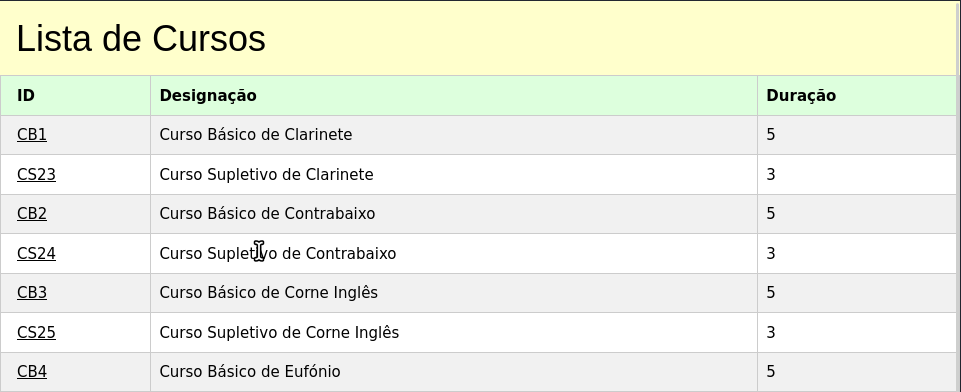 Lista de Cursos
ID Designação Duração
CB1 Curso Básico de Clarinete 5
CS23 Curso Supletivo de Clarinete 3
CB2 Curso Básico de Contrabaixo 5
CS24 Curso Supletivo de Contrabaixo 3
CB3 Curso Básico de Corne Inglês 5
CS25 Curso Supletivo de Corne Inglês 3
CB4 Curso Básico de Eufónio 5